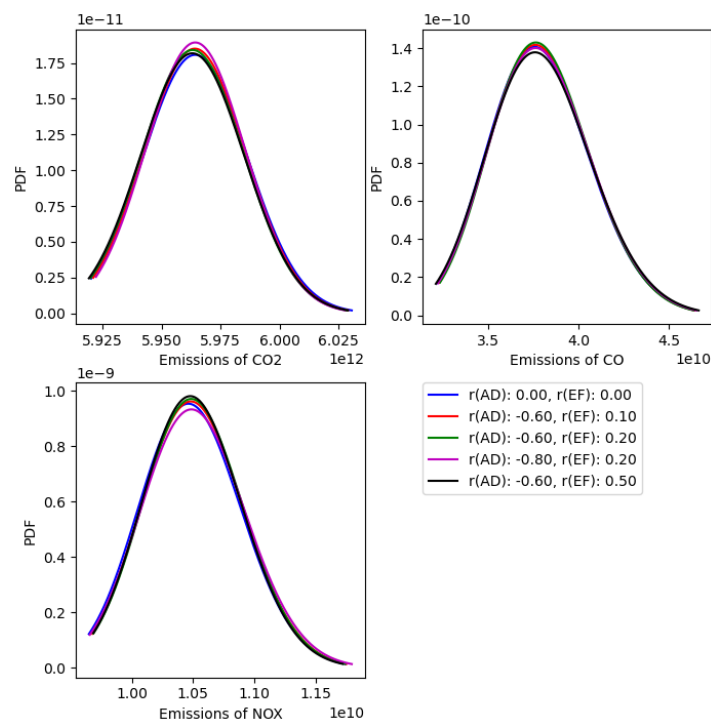 1e−11
PDF
1.75
1.50
1.25
1.00
0.75
0.50
0.25
0.00
5.925 5.950 5.975 6.000 6.025
Emissions of CO2 1e12
1e−10
PDF
1.4
1.2
1.0
0.8
0.6
0.4
0.2
0.0
3.5 4.0 4.5
Emissions of CO 1e10
1e−9
PDF
1.0
0.8
0.6
0.4
0.2
0.0
1.00 1.05 1.10 1.15
Emissions of NOX 1e10
r(AD): 0.00, r(EF): 0.00
r(AD): -0.60, r(EF): 0.10
r(AD): -0.60, r(EF): 0.20
r(AD): -0.80, r(EF): 0.20
r(AD): -0.60, r(EF): 0.50